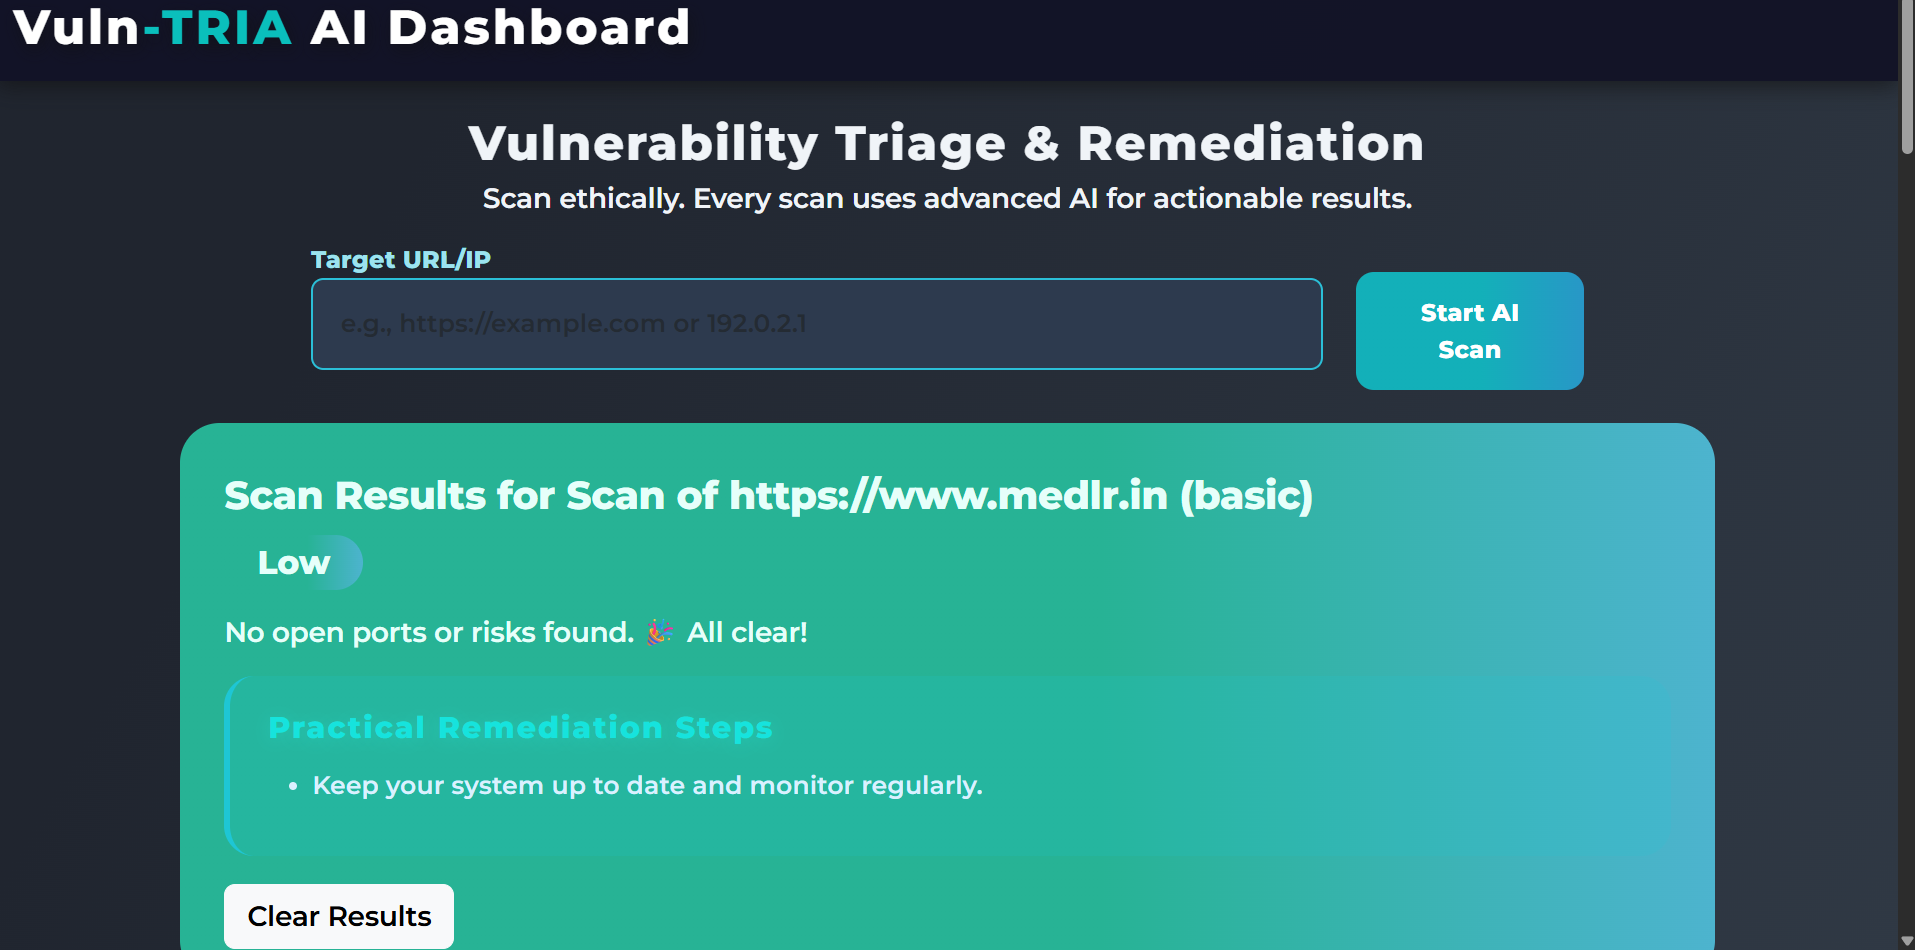 Vuln-TRIA AI Dashboard
Vulnerability Triage & Remediation
Scan ethically. Every scan uses advanced AI for actionable results.
Target URL/IP
e.g., https://example.com or 192.0.2.1
Start AI
Scan
Scan Results for Scan of https://www.medlr.in (basic)
Low
No open ports or risks found. 🎉 All clear!
Practical Remediation Steps
• Keep your system up to date and monitor regularly.
Clear Results